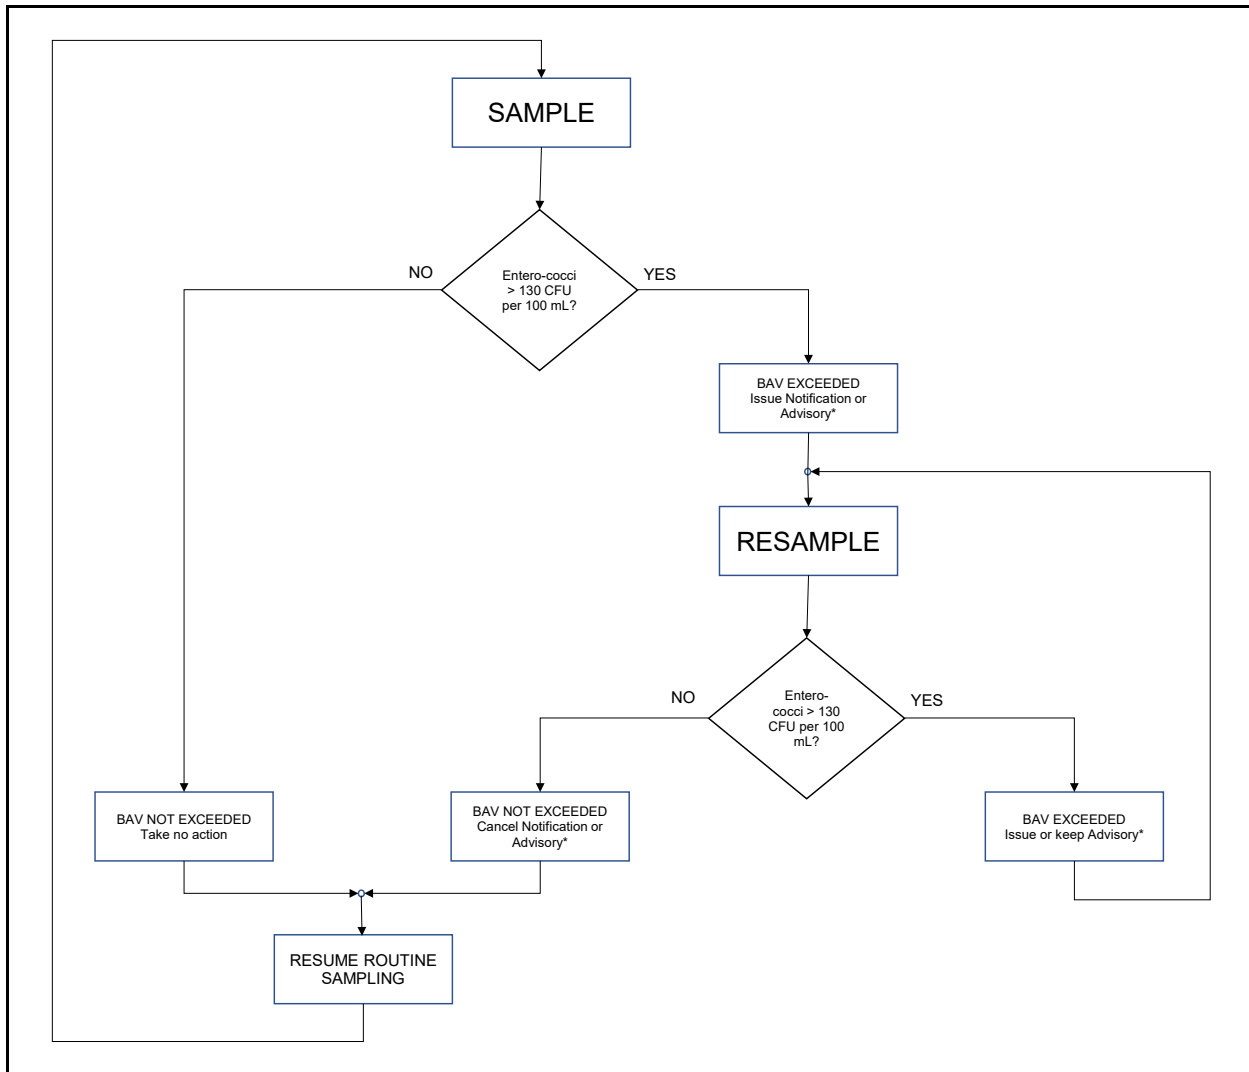 SAMPLE
NO
Entero-cocci
> 130 CFU
per 100 mL?
YES
BAV EXCEEDED
Issue Notification or
Advisory*
RESAMPLE
NO
Entero-
cocci > 130
CFU per 100
mL?
YES
BAV NOT EXCEEDED
Take no action
BAV NOT EXCEEDED
Cancel Notification or
Advisory*
BAV EXCEEDED
Issue or keep Advisory*
RESUME ROUTINE
SAMPLING